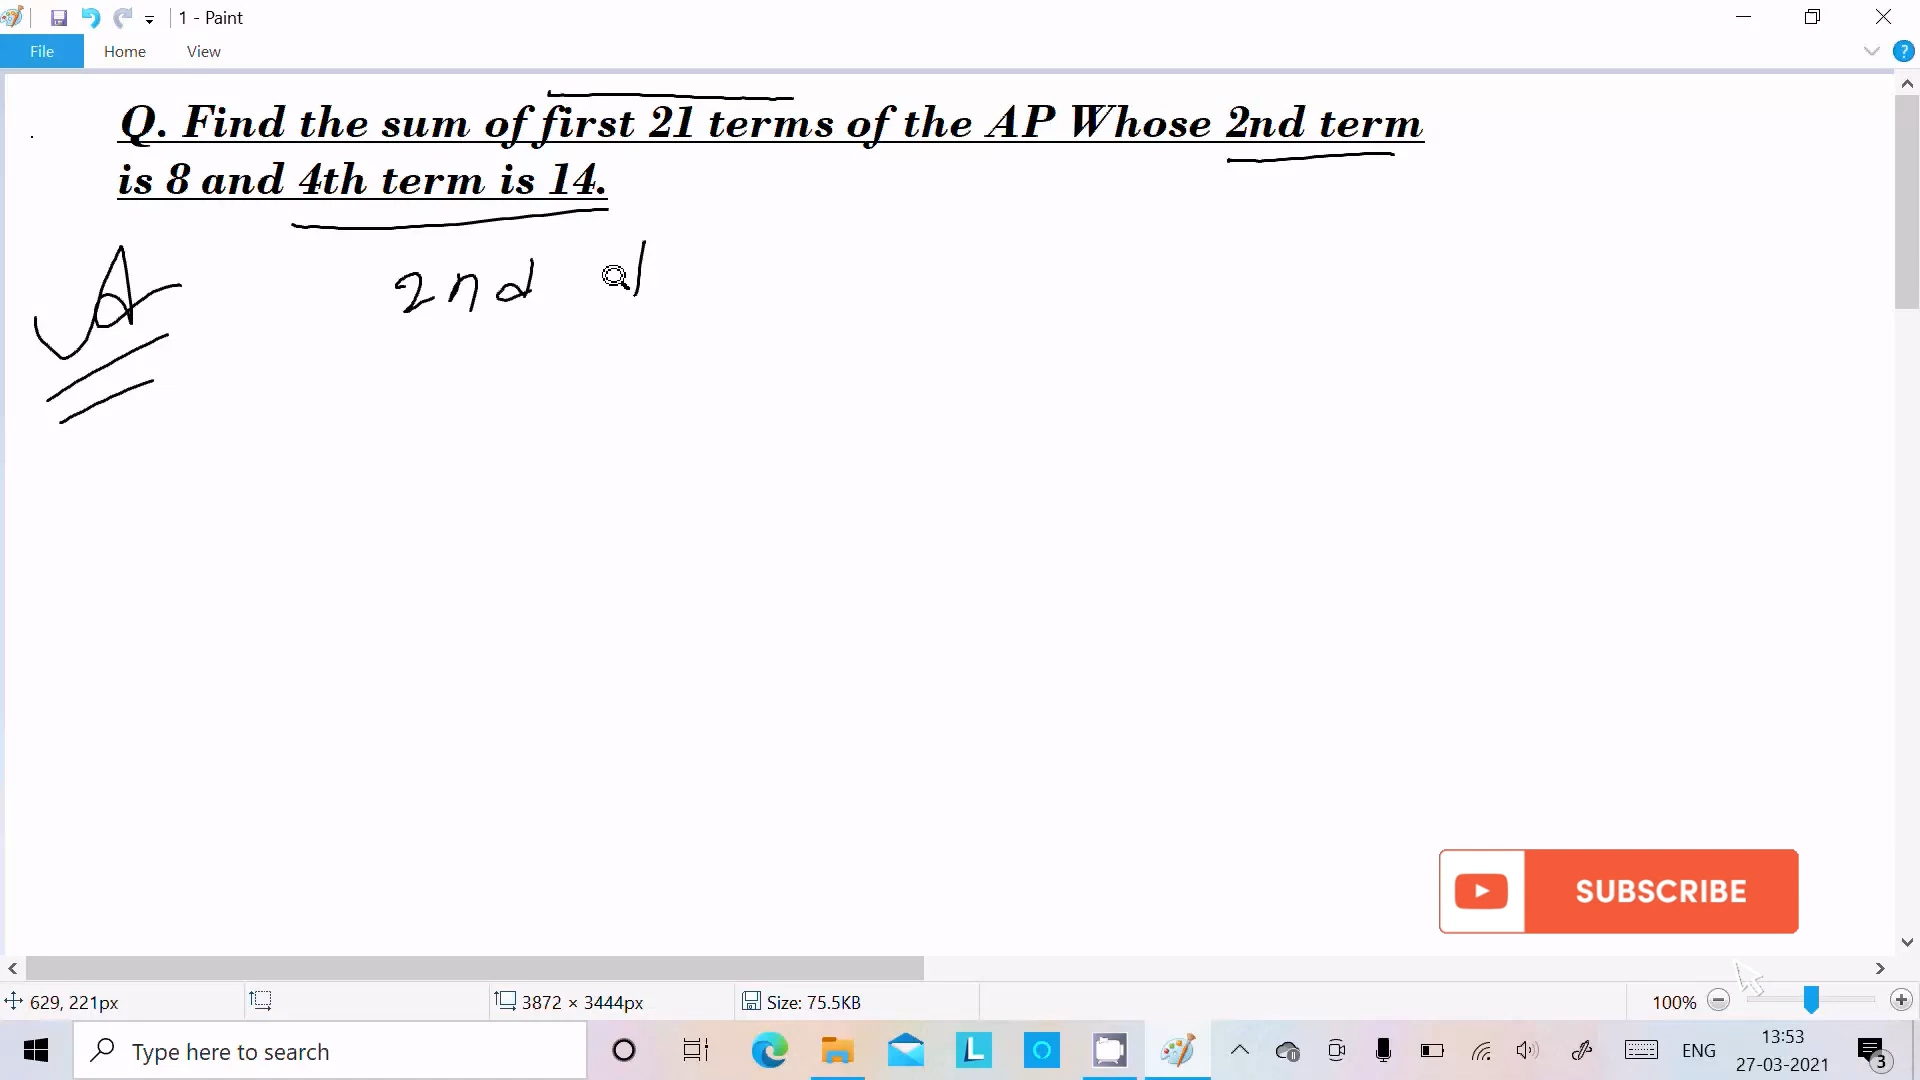 1 - Paint
File Home View
Q. Find the sum of first 21 terms of the AP Whose 2nd term
is 8 and 4th term is 14.
2nd
SUBSCRIBE
629, 221px 3872 × 3444px Size: 75.5KB 100%
Type here to search L ENG 13:53
27-03-2021 3